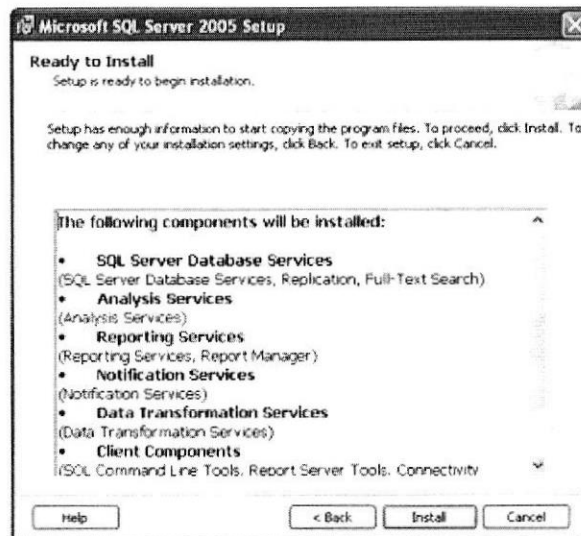 Microsoft SQL Server 2005 Setup
Ready to Install
Setup is ready to begin installation.
Setup has enough information to start copying the program files. To proceed, click Install. To
change any of your installation settings, click Back. To exit setup, click Cancel.
The following components will be installed:
• SQL Server Database Services
(SQL Server Database Services, Replication, Full-Text Search)
• Analysis Services
(Analysis Services)
• Reporting Services
(Reporting Services, Report Manager)
• Notification Services
(Notification Services)
• Data Transformation Services
(Data Transformation Services)
• Client Components
(SQL Command Line Tools, Report Server Tools, Connectivity
Help
< Back
Install
Cancel